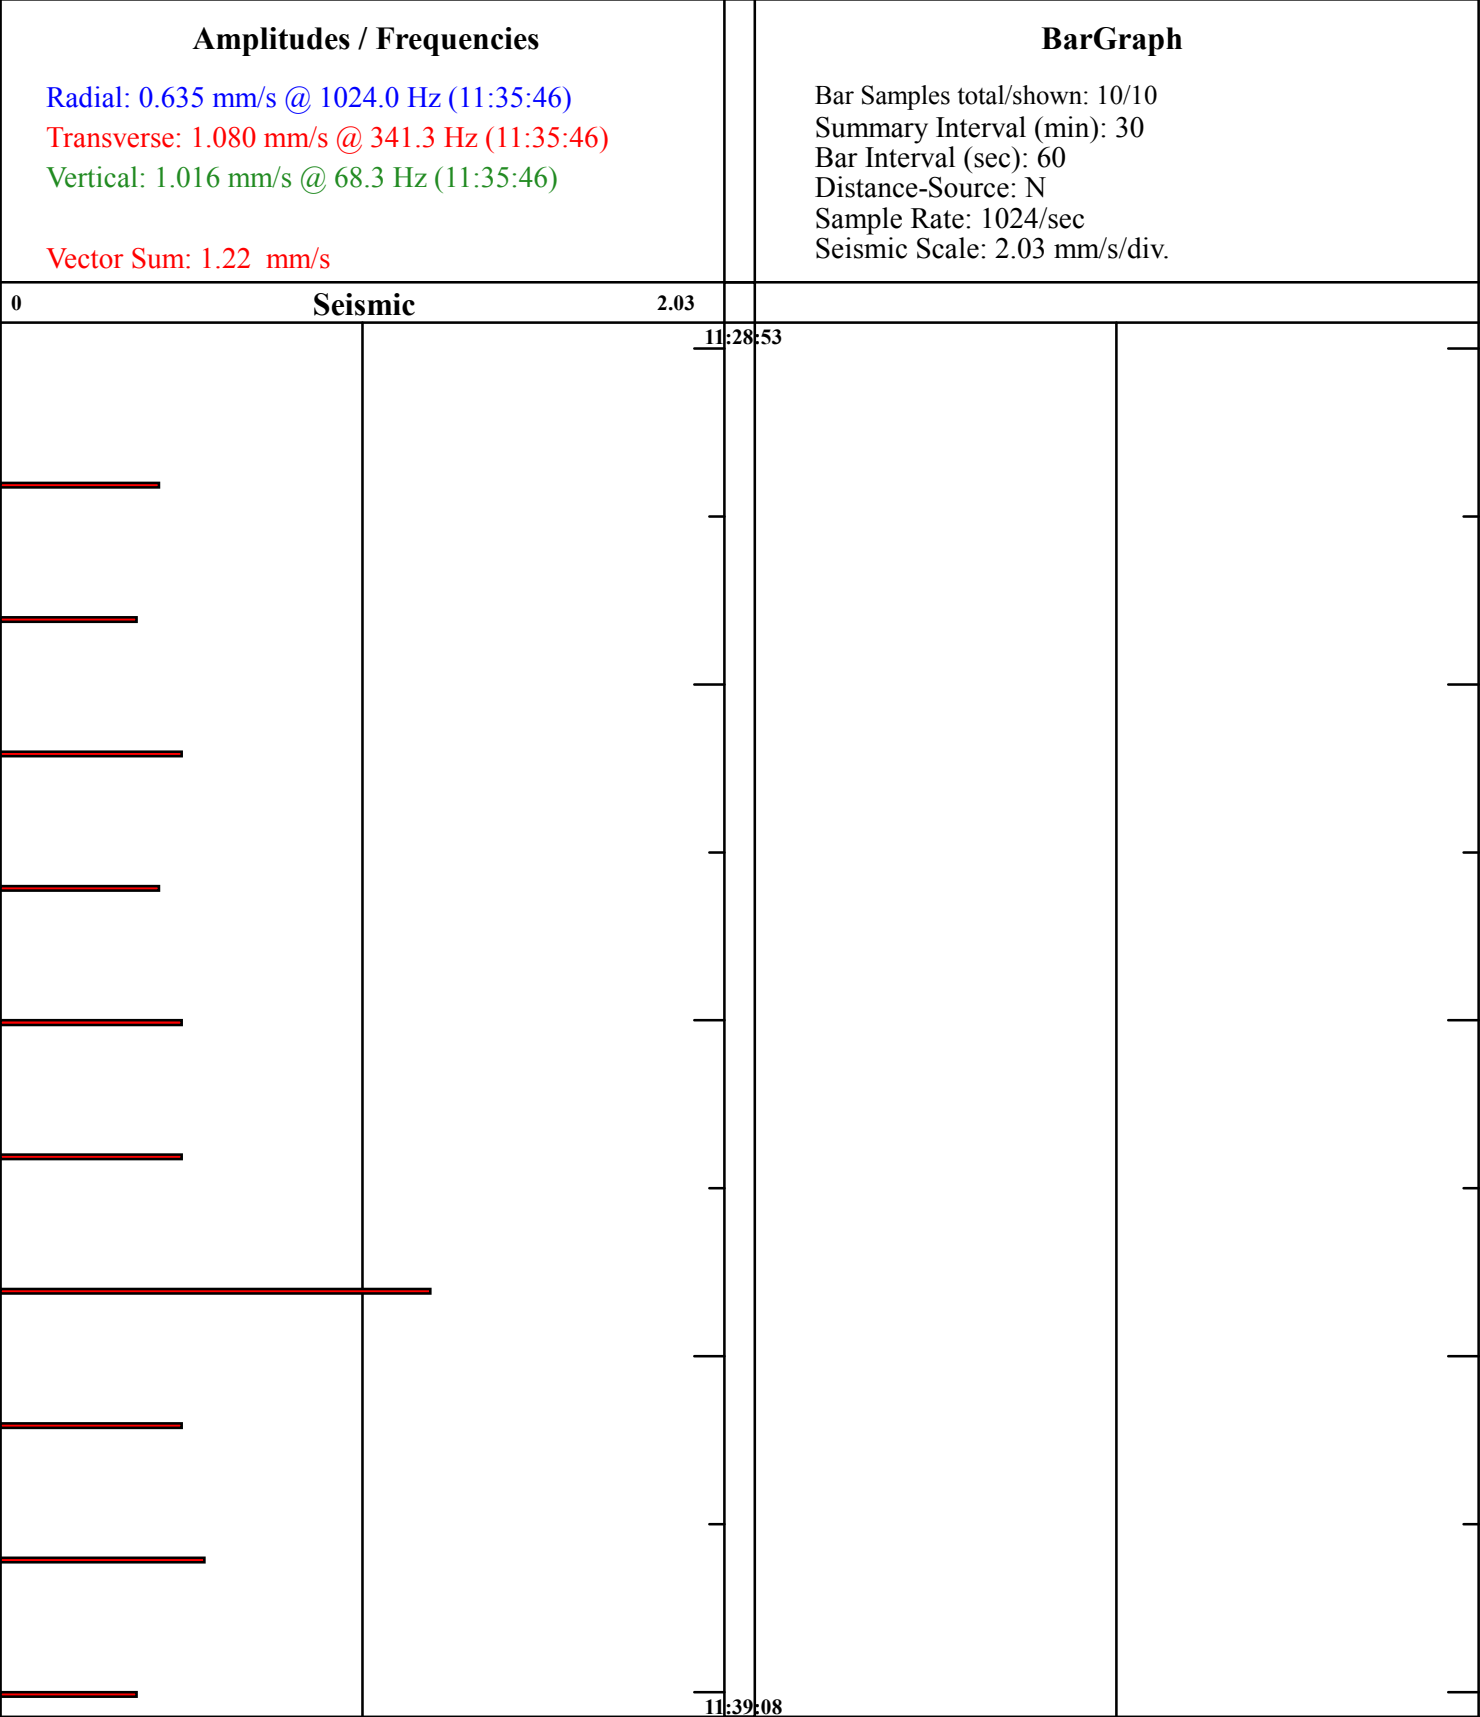 Amplitudes / Frequencies
Radial: 0.635 mm/s @ 1024.0 Hz (11:35:46)
Transverse: 1.080 mm/s @ 341.3 Hz (11:35:46)
Vertical: 1.016 mm/s @ 68.3 Hz (11:35:46)
Vector Sum: 1.22  mm/s
BarGraph
Bar Samples total/shown: 10/10
Summary Interval (min): 30
Bar Interval (sec): 60
Distance-Source: N
Sample Rate: 1024/sec
Seismic Scale: 2.03 mm/s/div.
0 Seismic 2.03
11:28:53
11:39:08